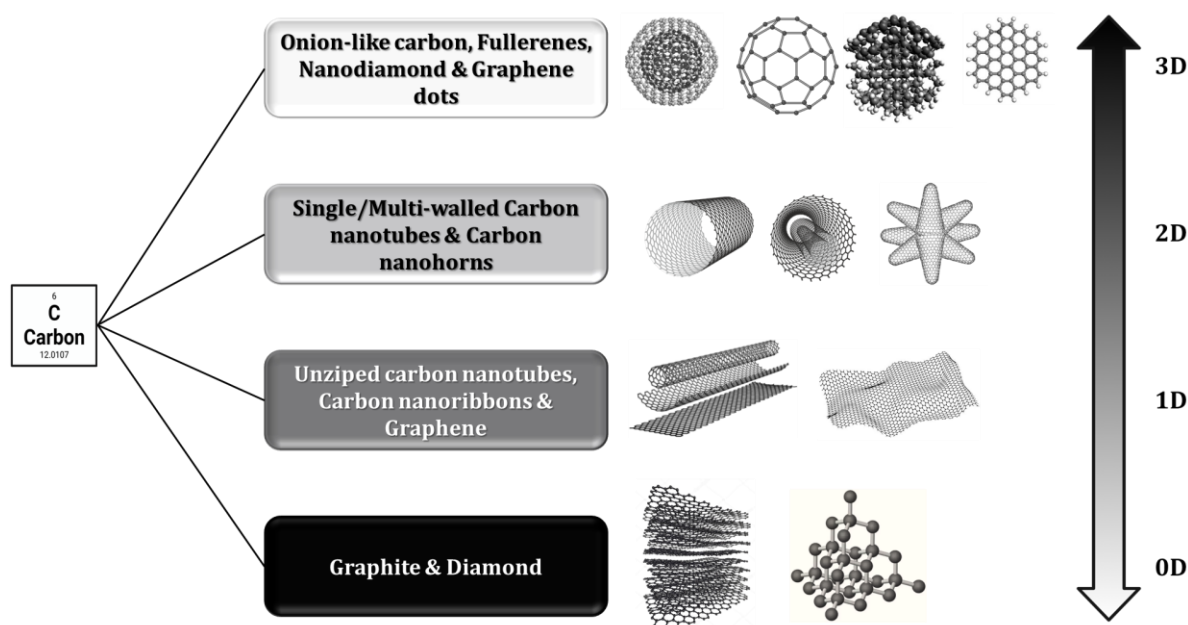 Onion-like carbon, Fullerenes,
Nanodiamond & Graphene
dots
3D
Single/Multi-walled Carbon
nanotubes & Carbon
nanohorns
2D
6
C
Carbon
12.0107
Unziped carbon nanotubes,
Carbon nanoribbons &
Graphene
1D
Graphite & Diamond
0D